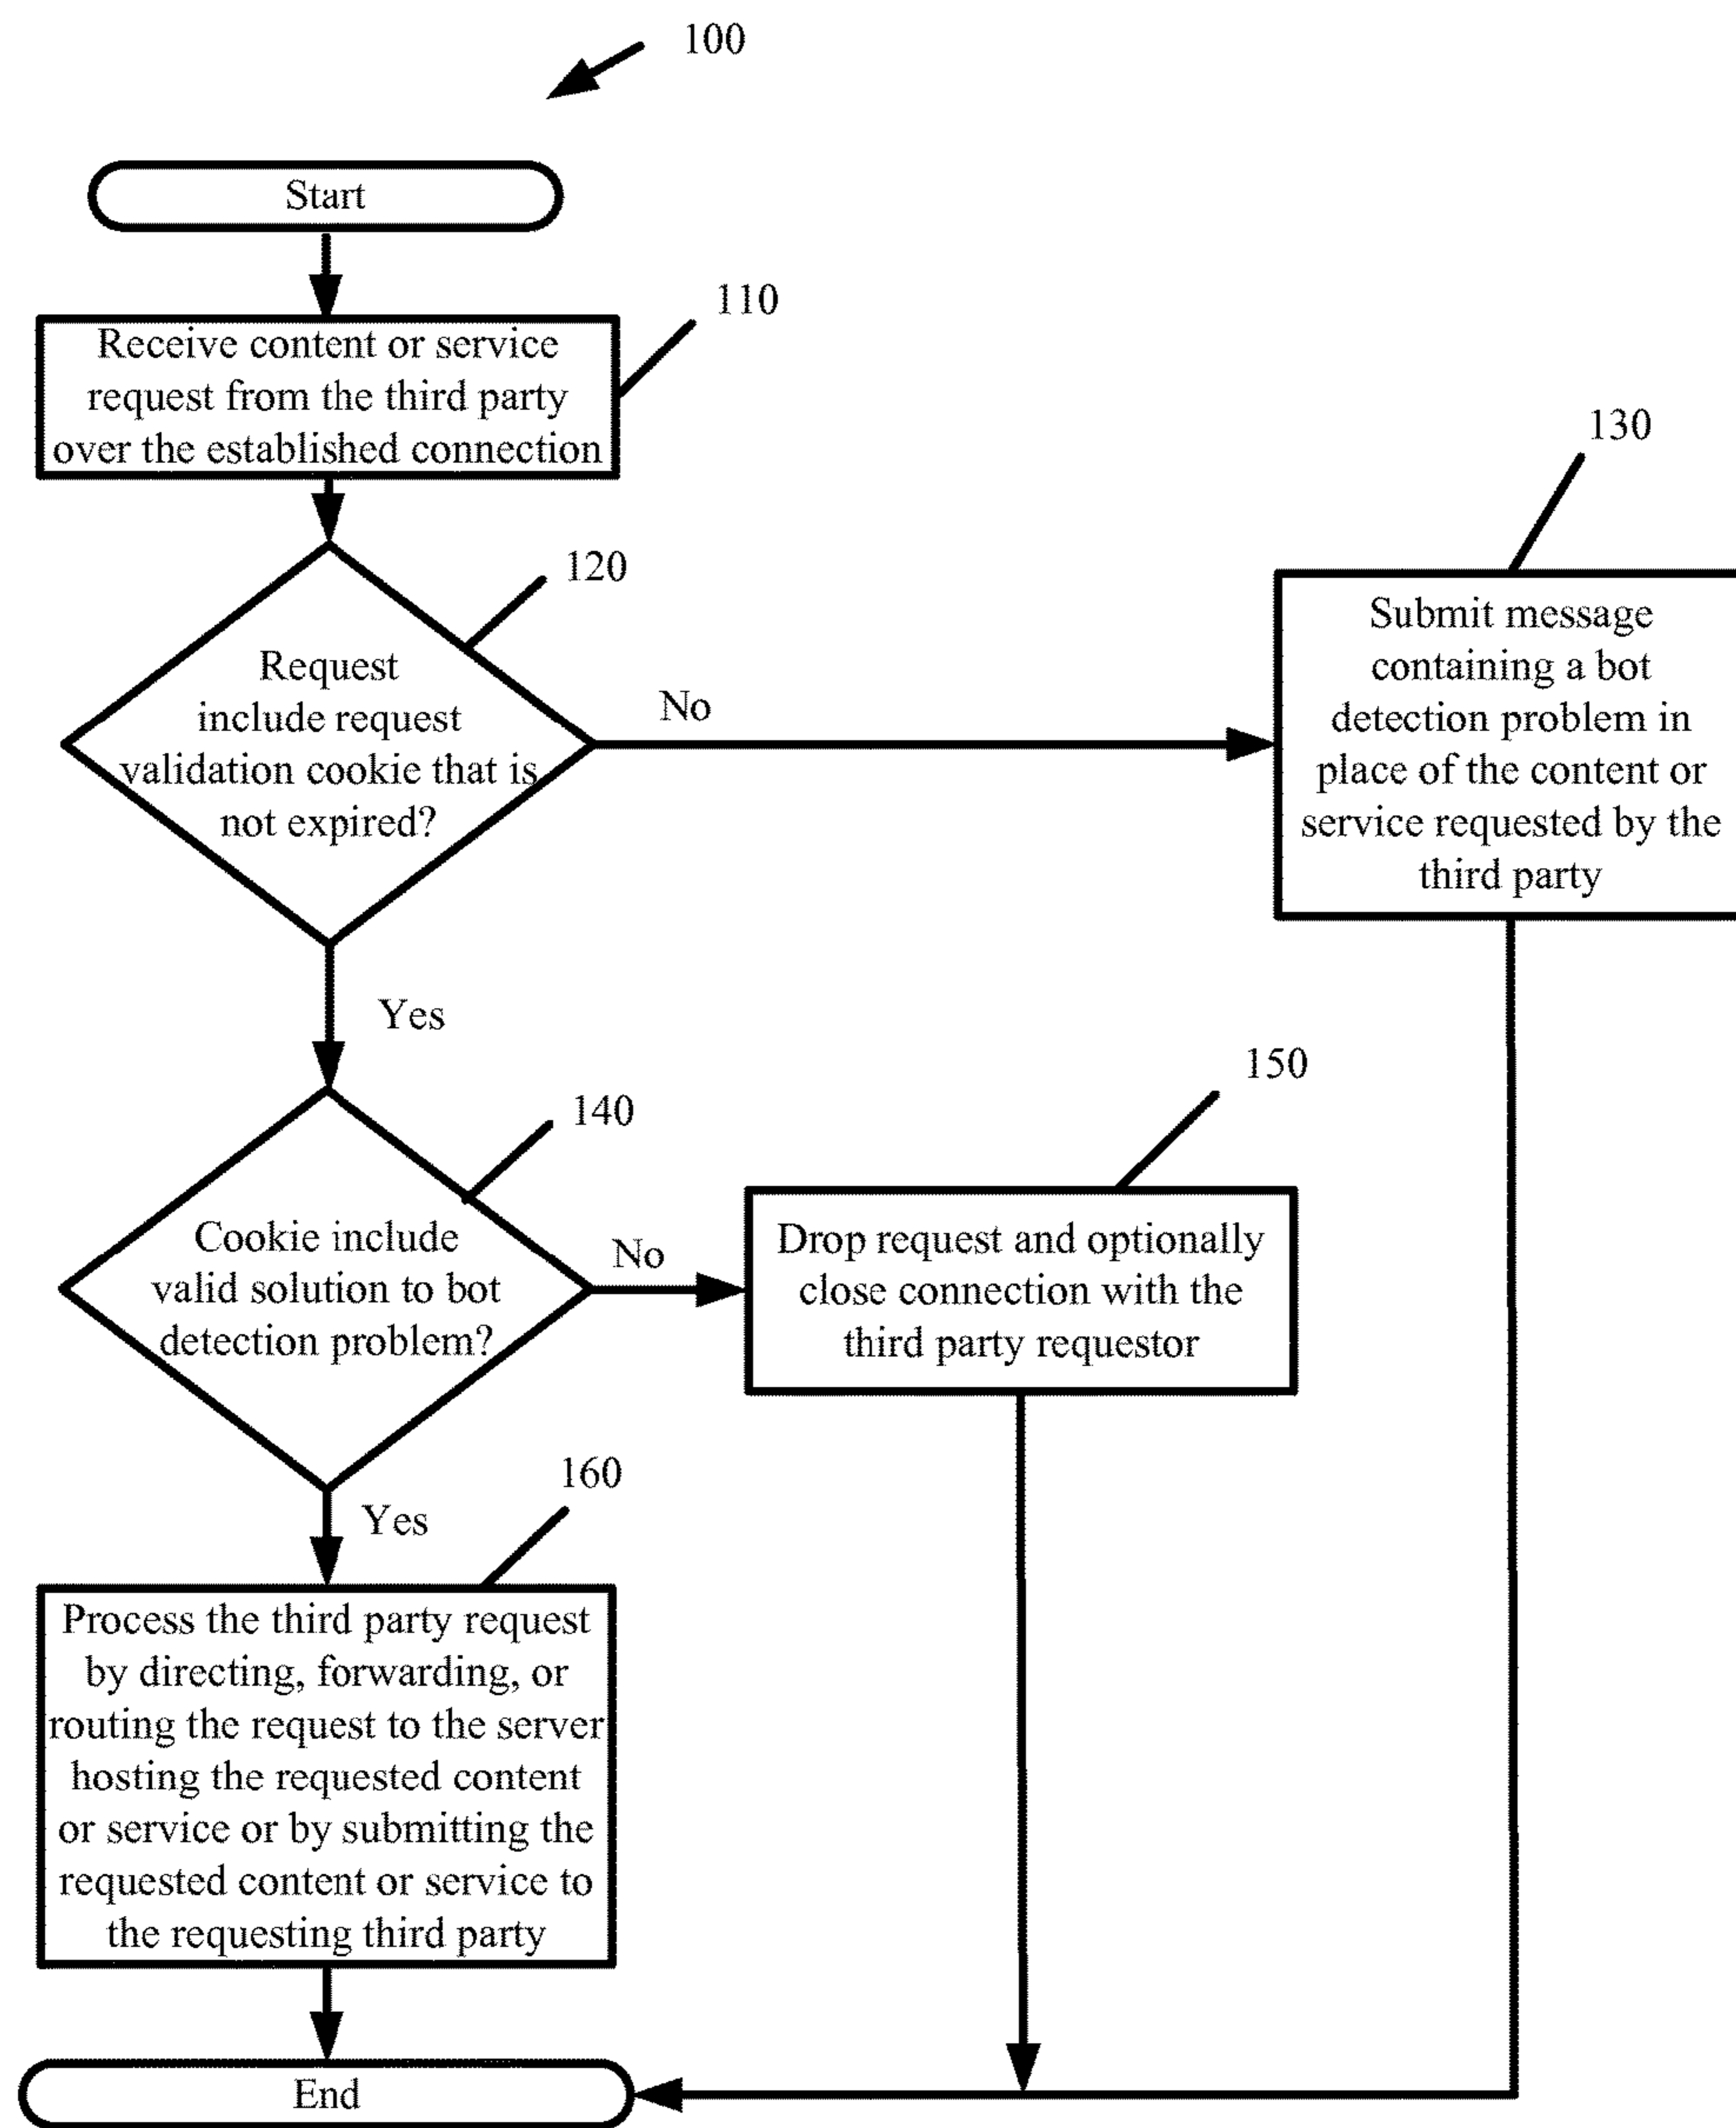 100
Start
110
Receive content or service
request from the third party
over the established connection
130
120
Request
include request
validation cookie that is
not expired?
No
Submit message
containing a bot
detection problem in
place of the content or
service requested by the
third party
Yes
150
140
Cookie include
valid solution to bot
detection problem?
No
Drop request and optionally
close connection with the
third party requestor
160
Yes
Process the third party request
by directing, forwarding, or
routing the request to the server
hosting the requested content
or service or by submitting the
requested content or service to
the requesting third party
End